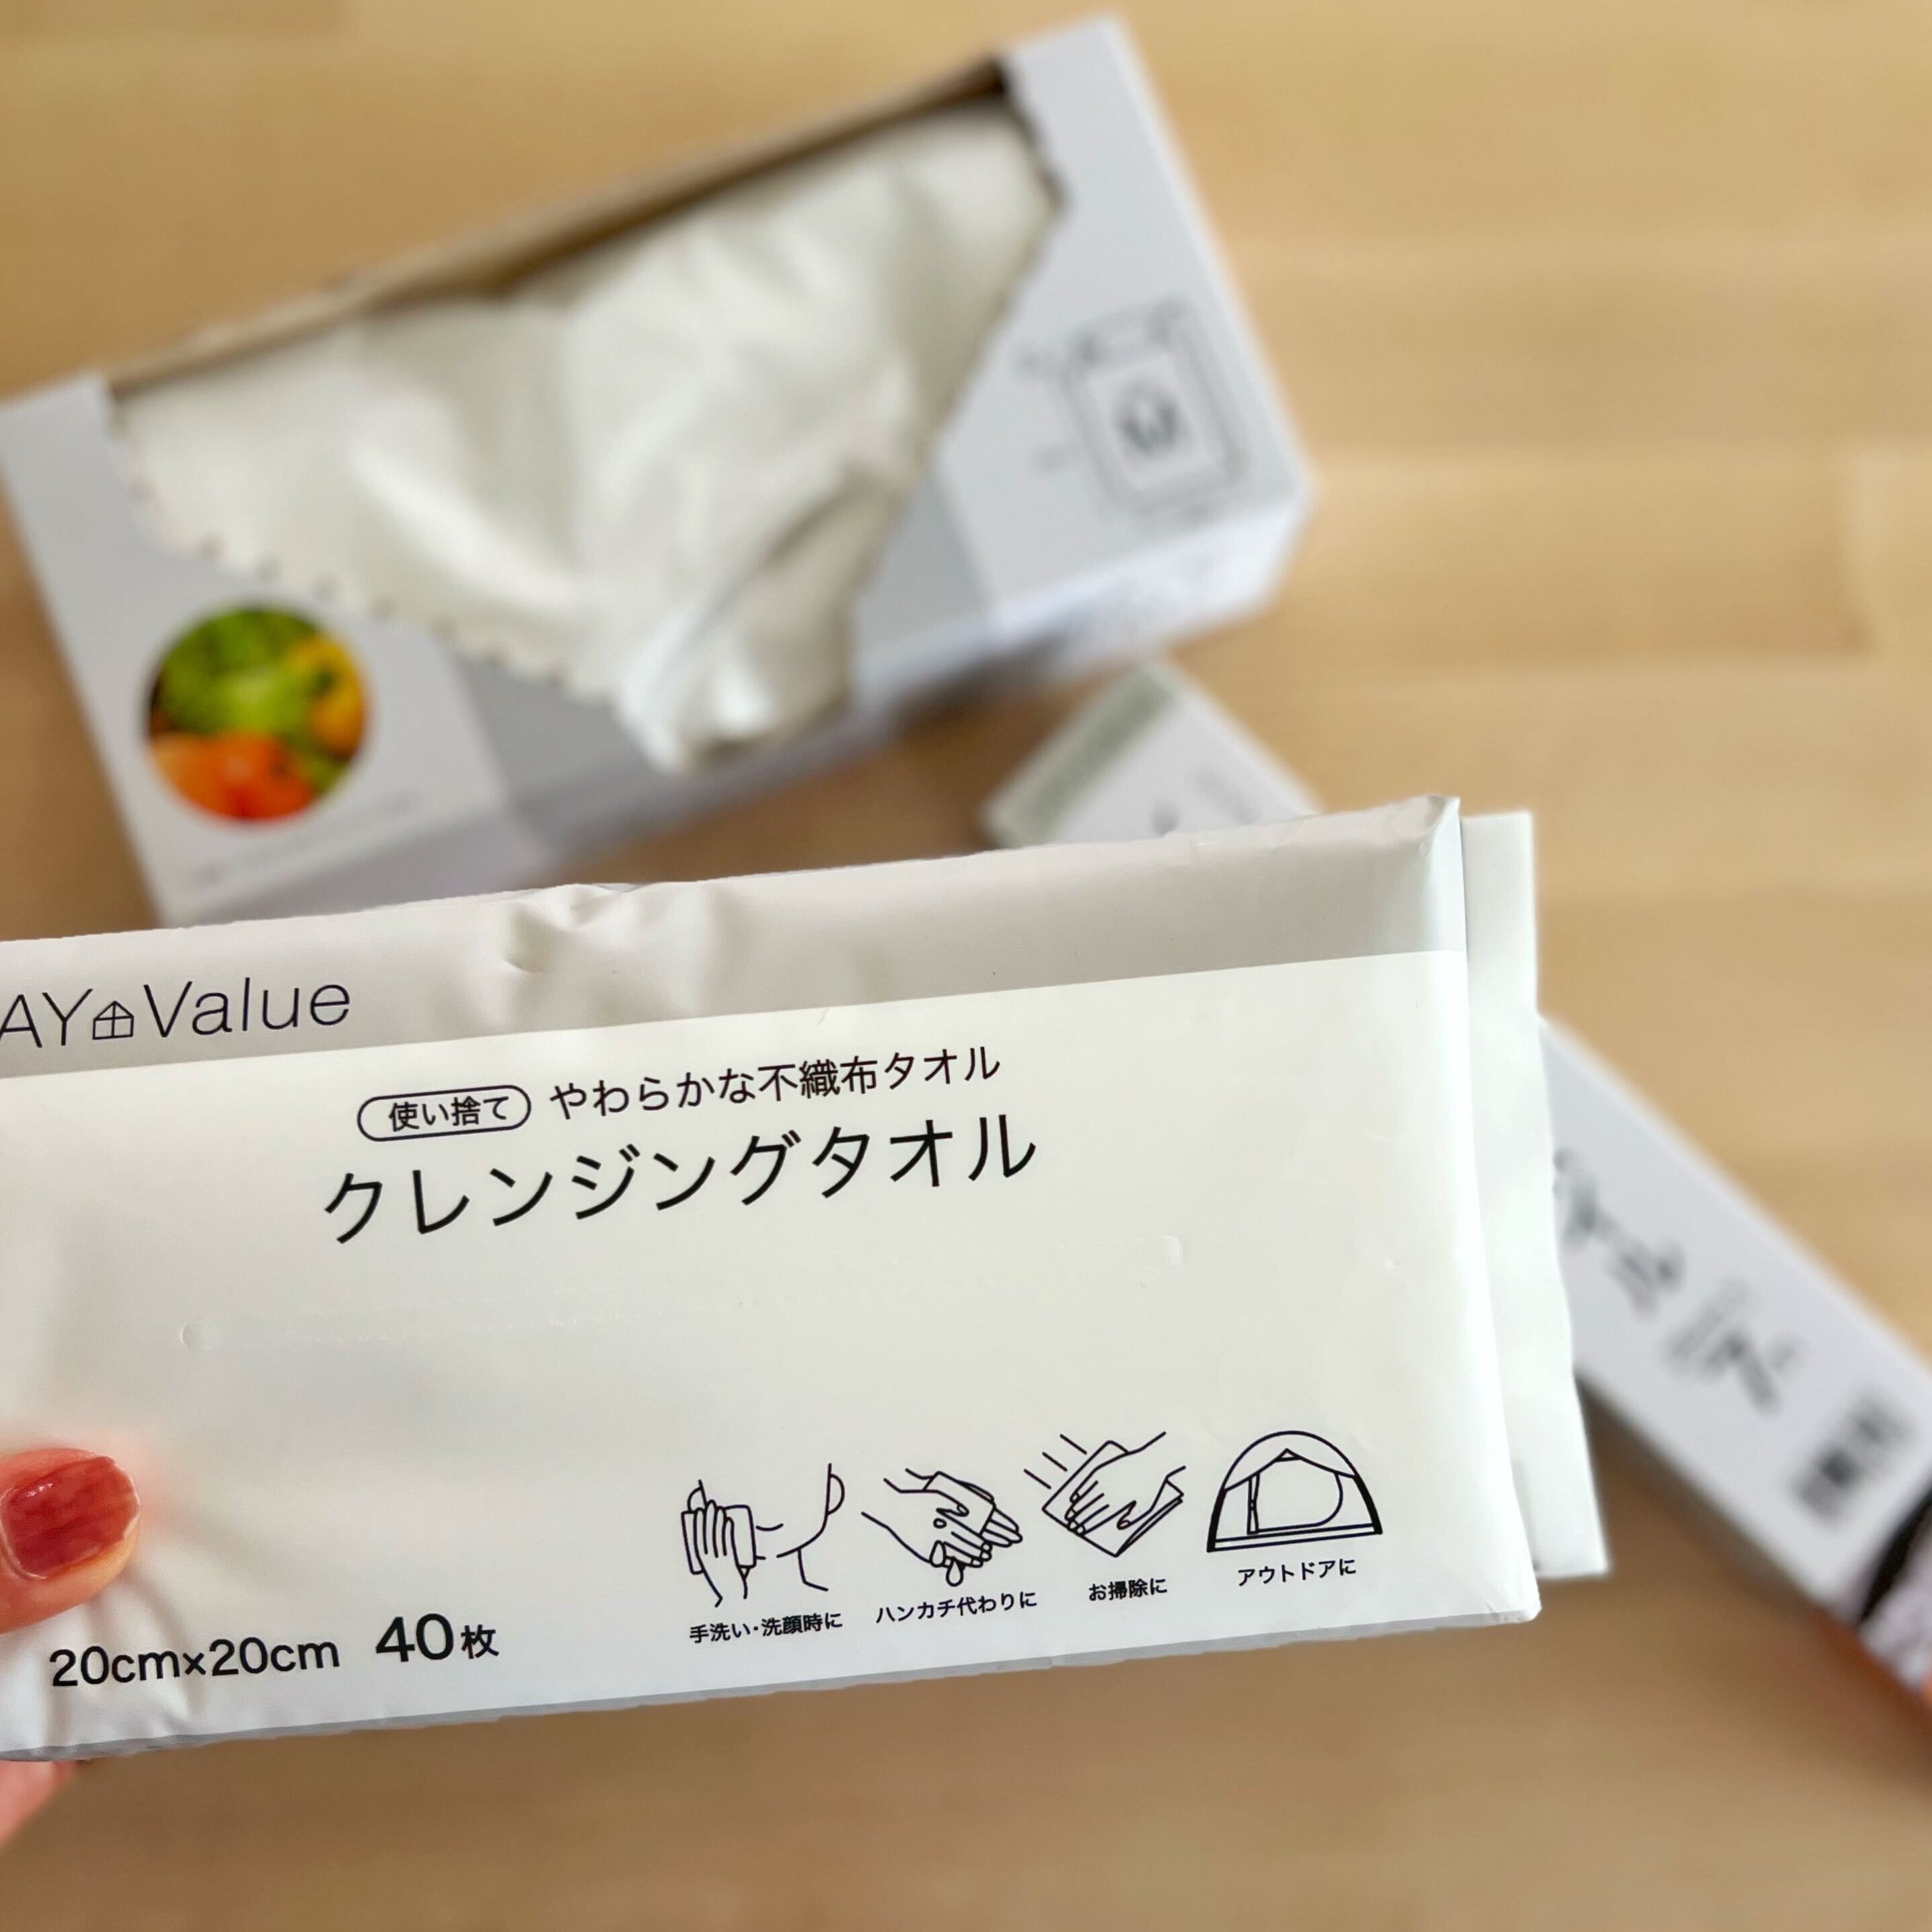 AY Value
使い捨て やわらかな不織布タオル
クレンジングタオル
手洗い・洗顔時に
ハンカチ代わりに
お掃除に
アウトドアに
20cm×20cm 40枚